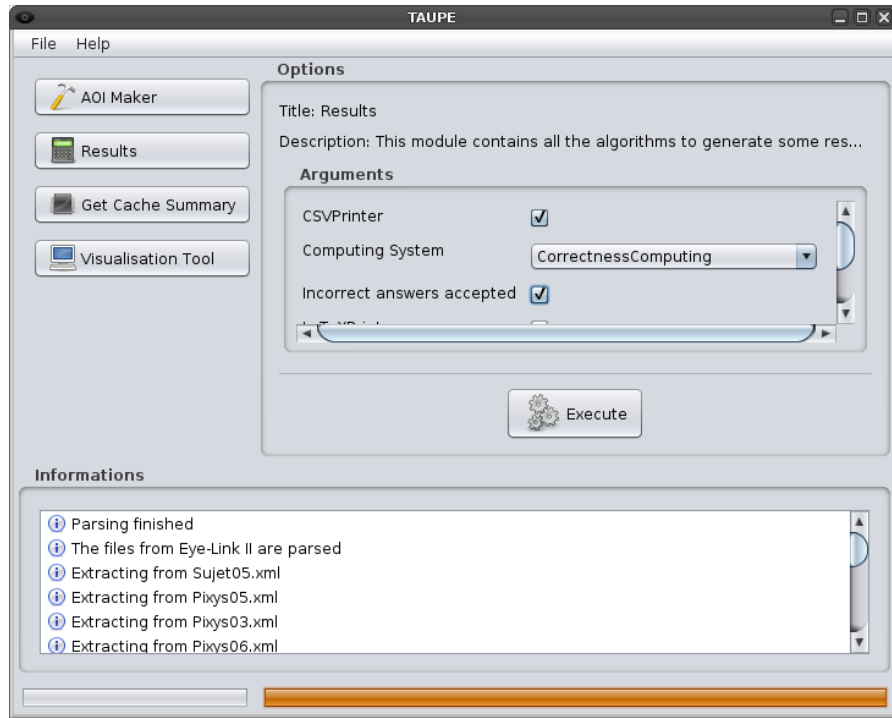 TAUPE
File Help
AOI Maker
Results
Get Cache Summary
Visualisation Tool
Options
Title: Results
Description: This module contains all the algorithms to generate some res...
Arguments
CSVPrinter
Computing System CorrectnessComputing
Incorrect answers accepted
Execute
Informations
Parsing finished
The files from Eye-Link II are parsed
Extracting from Sujet05.xml
Extracting from Pixys05.xml
Extracting from Pixys03.xml
Extracting from Pixys06.xml